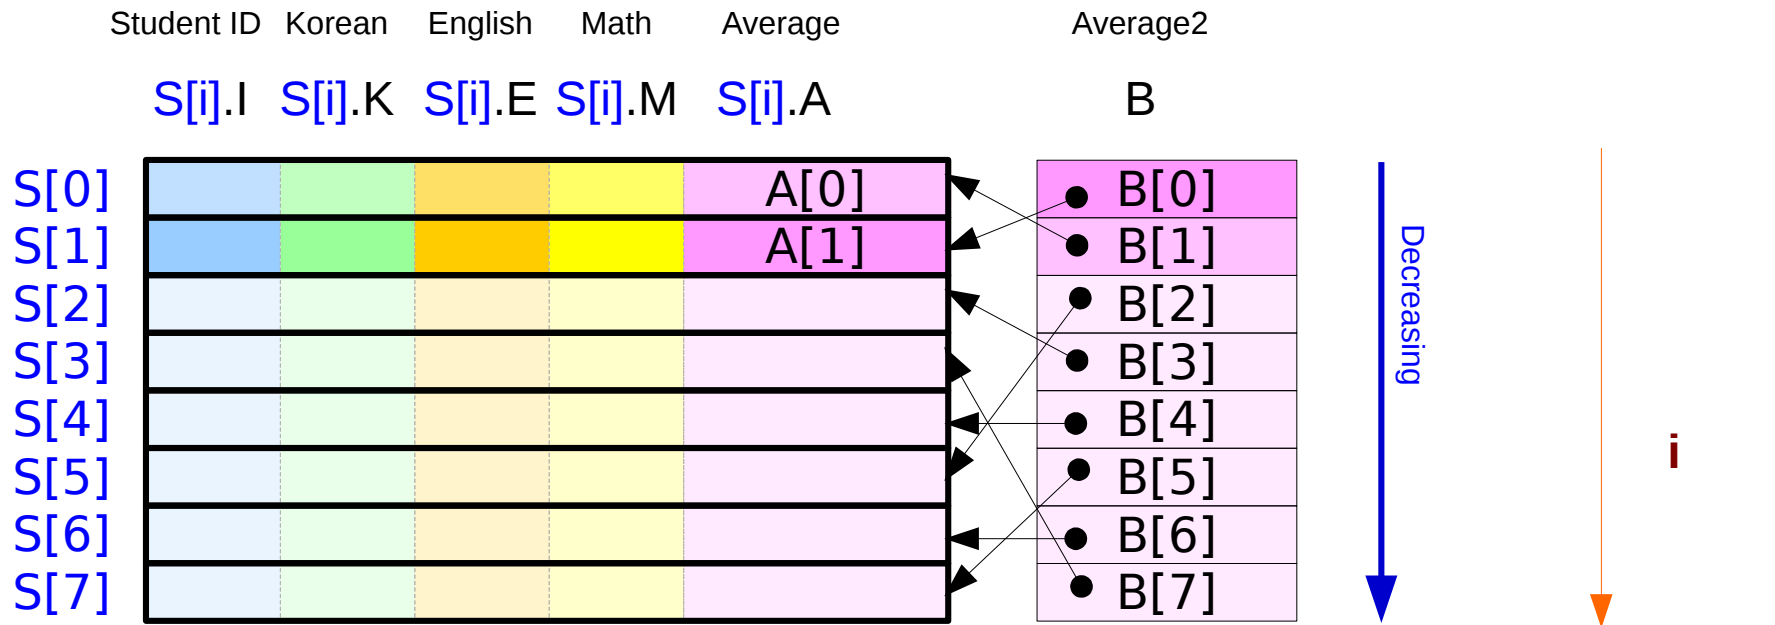 Student ID Korean English Math Average Average2
S[i].I S[i].K S[i].E S[i].M S[i].A B
S[0] A[0] B[0]
S[1] A[1] B[1]
S[2] B[2]
S[3] B[3]
S[4] B[4]
S[5] B[5]
S[6] B[6]
S[7] B[7]
Decreasing
i